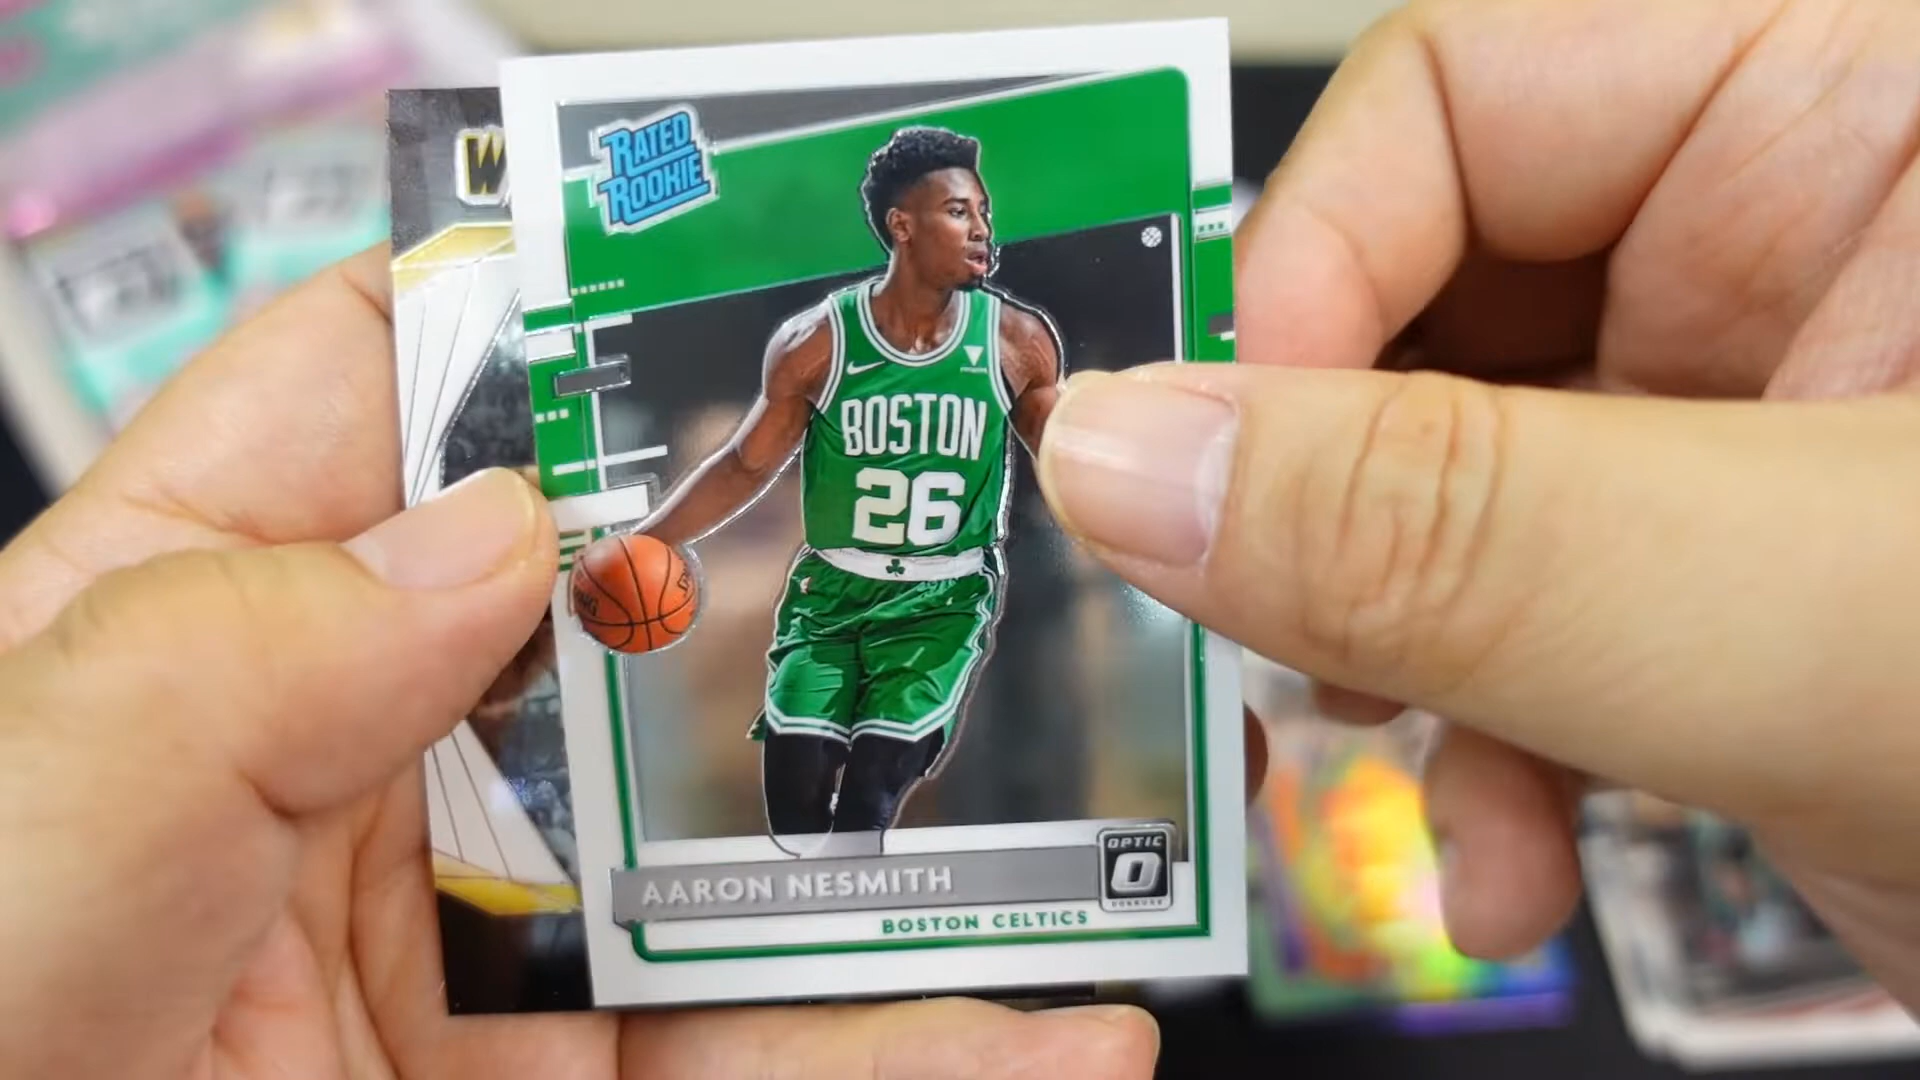 W
RATED
ROOKIE
BOSTON
26
AARON NESMITH
BOSTON CELTICS
OPTIC
O
DONRUSS